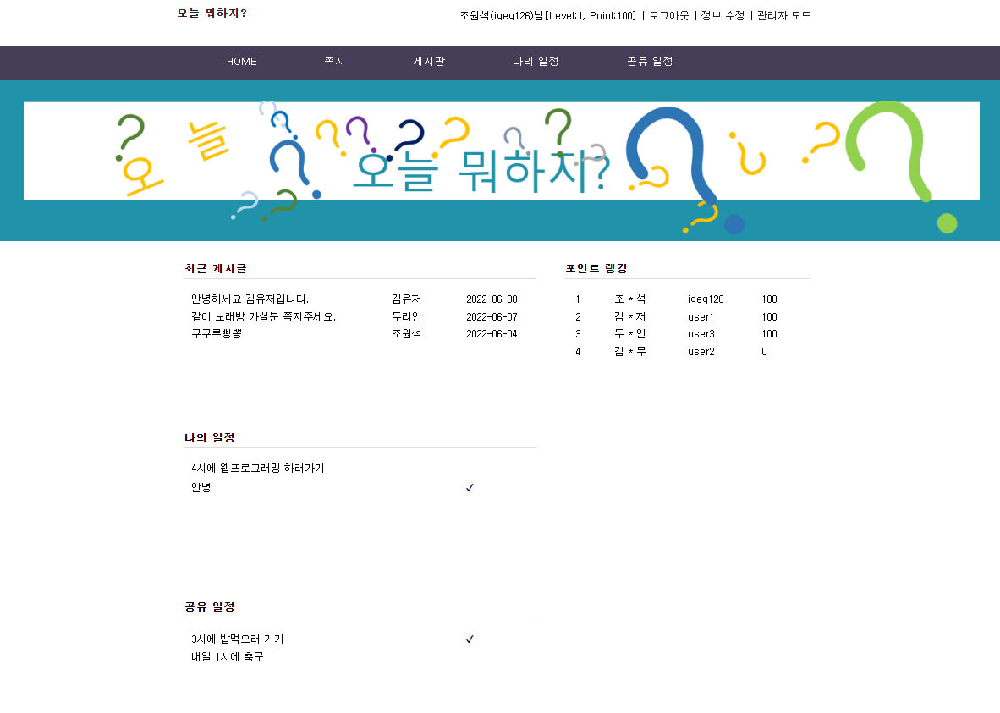 오늘 뭐하지?
조원석(iqeq126)님[Level:1, Point:100] | 로그아웃 | 정보 수정 | 관리자 모드
HOME 쪽지 게시판 나의 일정 공유 일정
? 오 늘 ? ? ? ? ? ? ? ? ? ? ? ? ? ? ? ? ? ?
오늘 뭐하지?
최근 게시글
안녕하세요 김유저입니다. 김유저 2022-06-08
같이 노래방 가실분 쪽지주세요, 두리안 2022-06-07
쿠쿠루삥뽕 조원석 2022-06-04
포인트 랭킹
1 조 * 석 iqeq126 100
2 김 * 저 user1 100
3 두 * 안 user3 100
4 김 * 무 user2 0
나의 일정
4시에 웹프로그래밍 하러가기
안녕 ✓
공유 일정
3시에 밥먹으러 가기 ✓
내일 1시에 축구